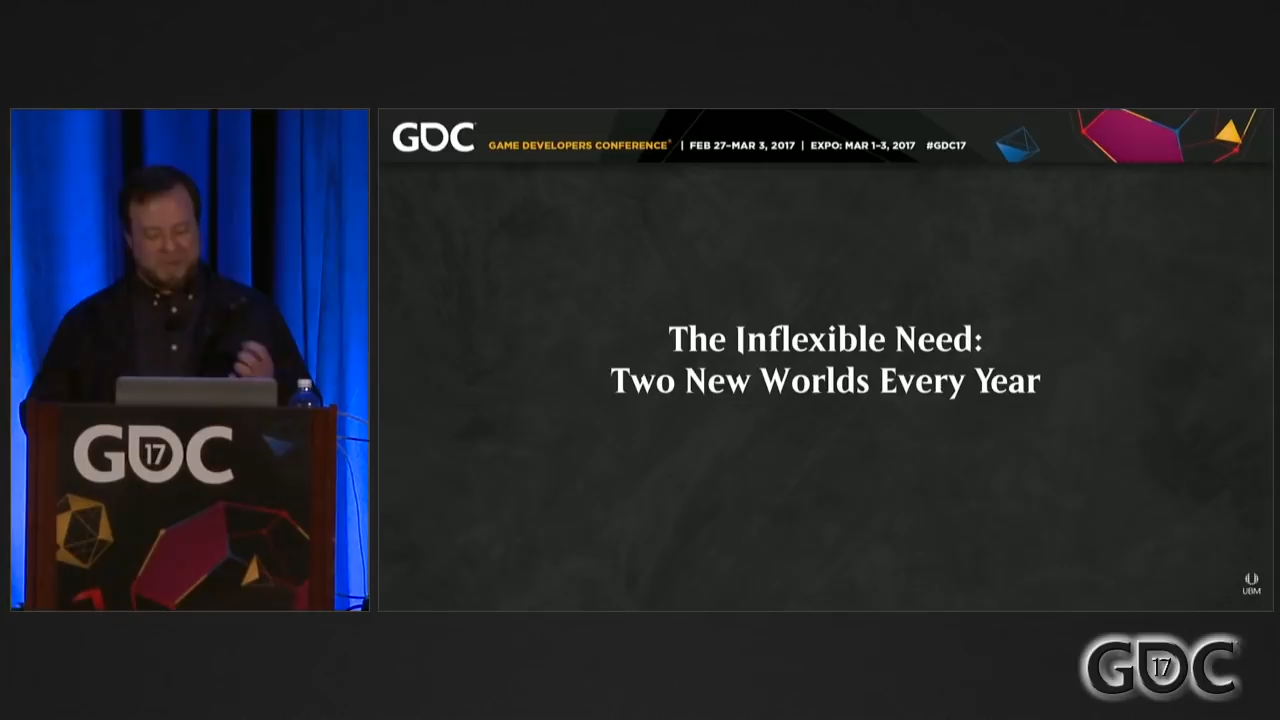 GDC
GAME DEVELOPERS CONFERENCE® | FEB 27–MAR 3, 2017 | EXPO: MAR 1–3, 2017 #GDC17
The Inflexible Need:
Two New Worlds Every Year
GDC
17
UBM
GDC
17